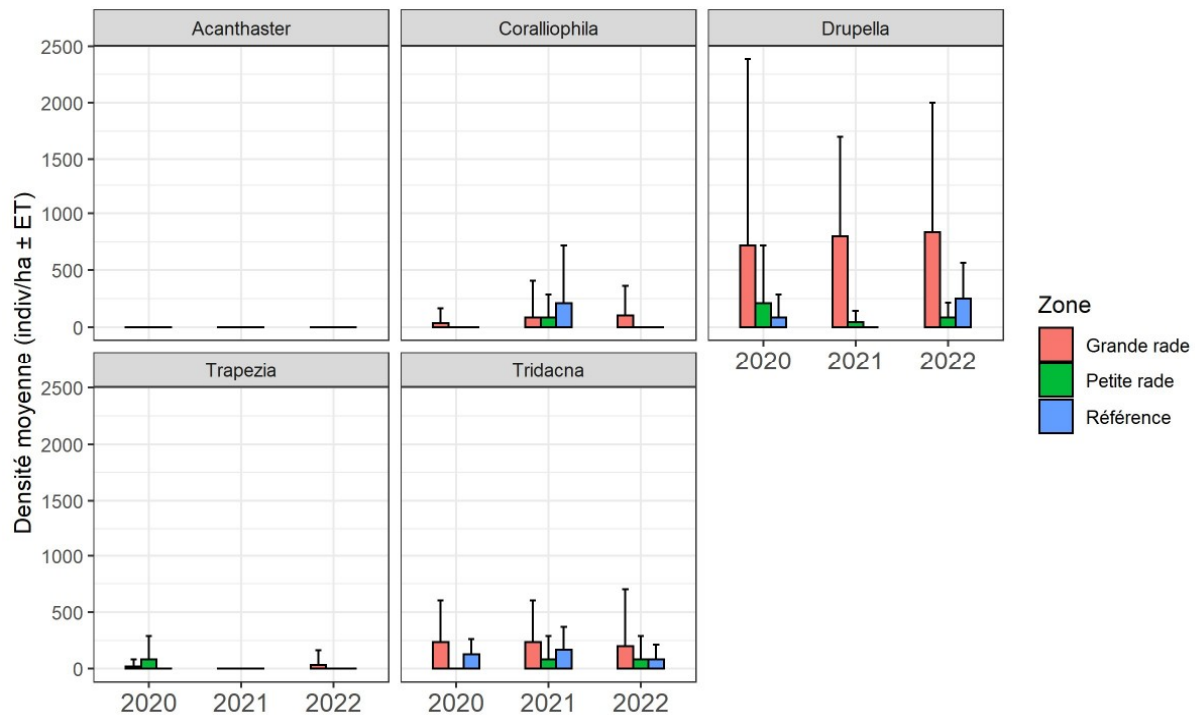 Acanthaster
Coralliophila
Drupella
2500
2000
1500
1000
500
0
2020
2021
2022
Trapezia
Tridacna
2500
2000
1500
1000
500
0
2020
2021
2022
2020
2021
2022
Densité moyenne (indiv/ha ± ET)
Zone
Grande rade
Petite rade
Référence